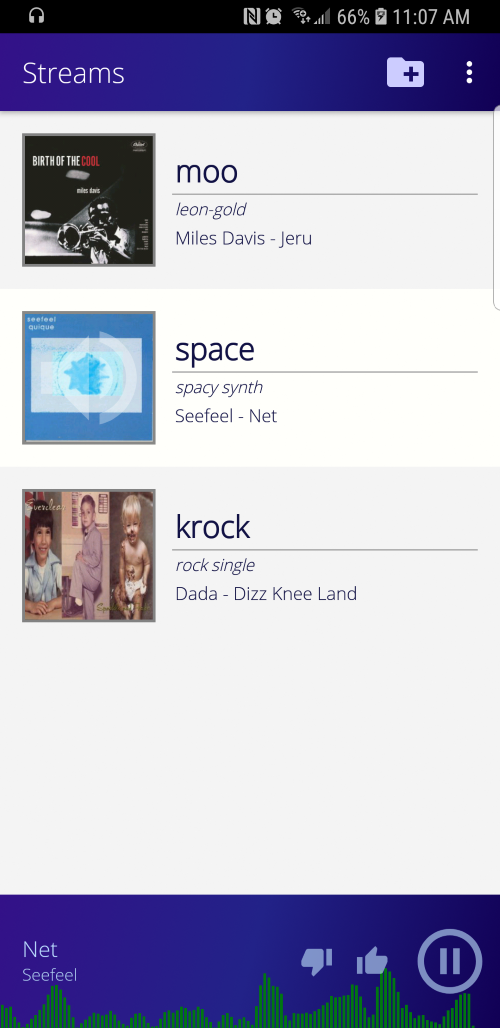 66% 11:07 AM
Streams
BIRTH OF THE COOL
miles davis
moo
leon-gold
Miles Davis - Jeru
seefeel
quique
space
spacy synth
Seefeel - Net
Everclear
krock
rock single
Dada - Dizz Knee Land
Net
Seefeel